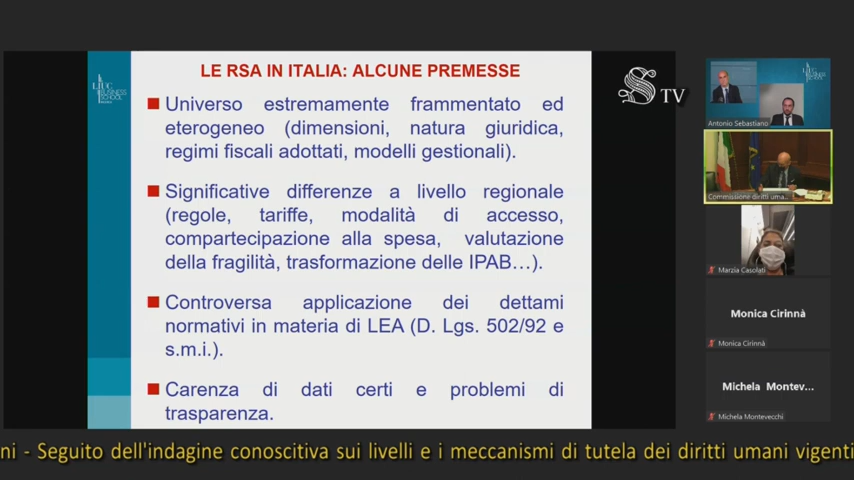 LE RSA IN ITALIA: ALCUNE PREMESSE
Universo estremamente frammentato ed
eterogeneo (dimensioni, natura giuridica,
regimi fiscali adottati, modelli gestionali).
Significative differenze a livello regionale
(regole, tariffe, modalità di accesso,
compartecipazione alla spesa, valutazione
della fragilità, trasformazione delle IPAB…).
Controversa applicazione dei dettami
normativi in materia di LEA (D. Lgs. 502/92 e
s.m.i.).
Carenza di dati certi e problemi di
trasparenza.
LIUC
BUSINESS
SCHOOL
S TV
Antonio Sebastiano
Commissione diritti uma...
Marzia Casolati
Monica Cirinnà
Monica Cirinnà
Michela Montev...
Michela Montevecchi
ni - Seguito dell'indagine conoscitiva sui livelli e i meccanismi di tutela dei diritti umani vigenti